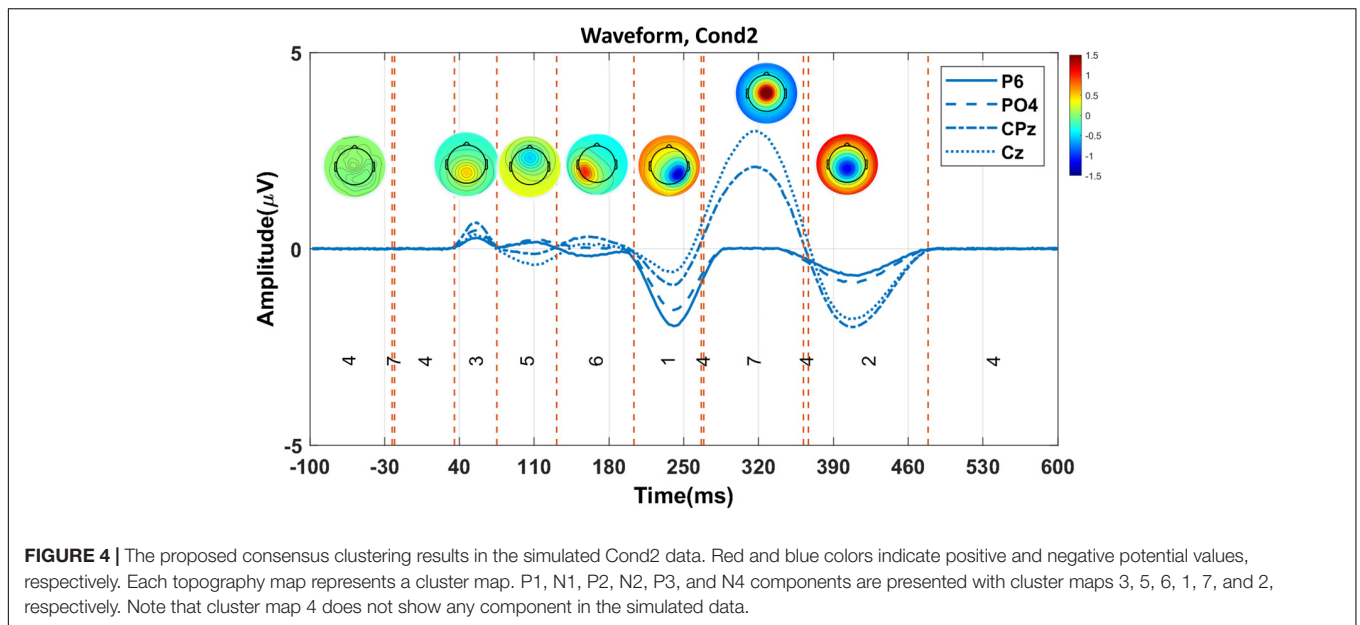 Waveform, Cond2
5
0
-5
Amplitude(μV)
1.5
1
0.5
0
-0.5
-1
-1.5
P6
PO4
CPz
Cz
4 7 4 3 5 6 1 4 7 4 2 4
-100 -30 40 110 180 250 320 390 460 530 600
Time(ms)
FIGURE 4 | The proposed consensus clustering results in the simulated Cond2 data. Red and blue colors indicate positive and negative potential values,
respectively. Each topography map represents a cluster map. P1, N1, P2, N2, P3, and N4 components are presented with cluster maps 3, 5, 6, 1, 7, and 2,
respectively. Note that cluster map 4 does not show any component in the simulated data.